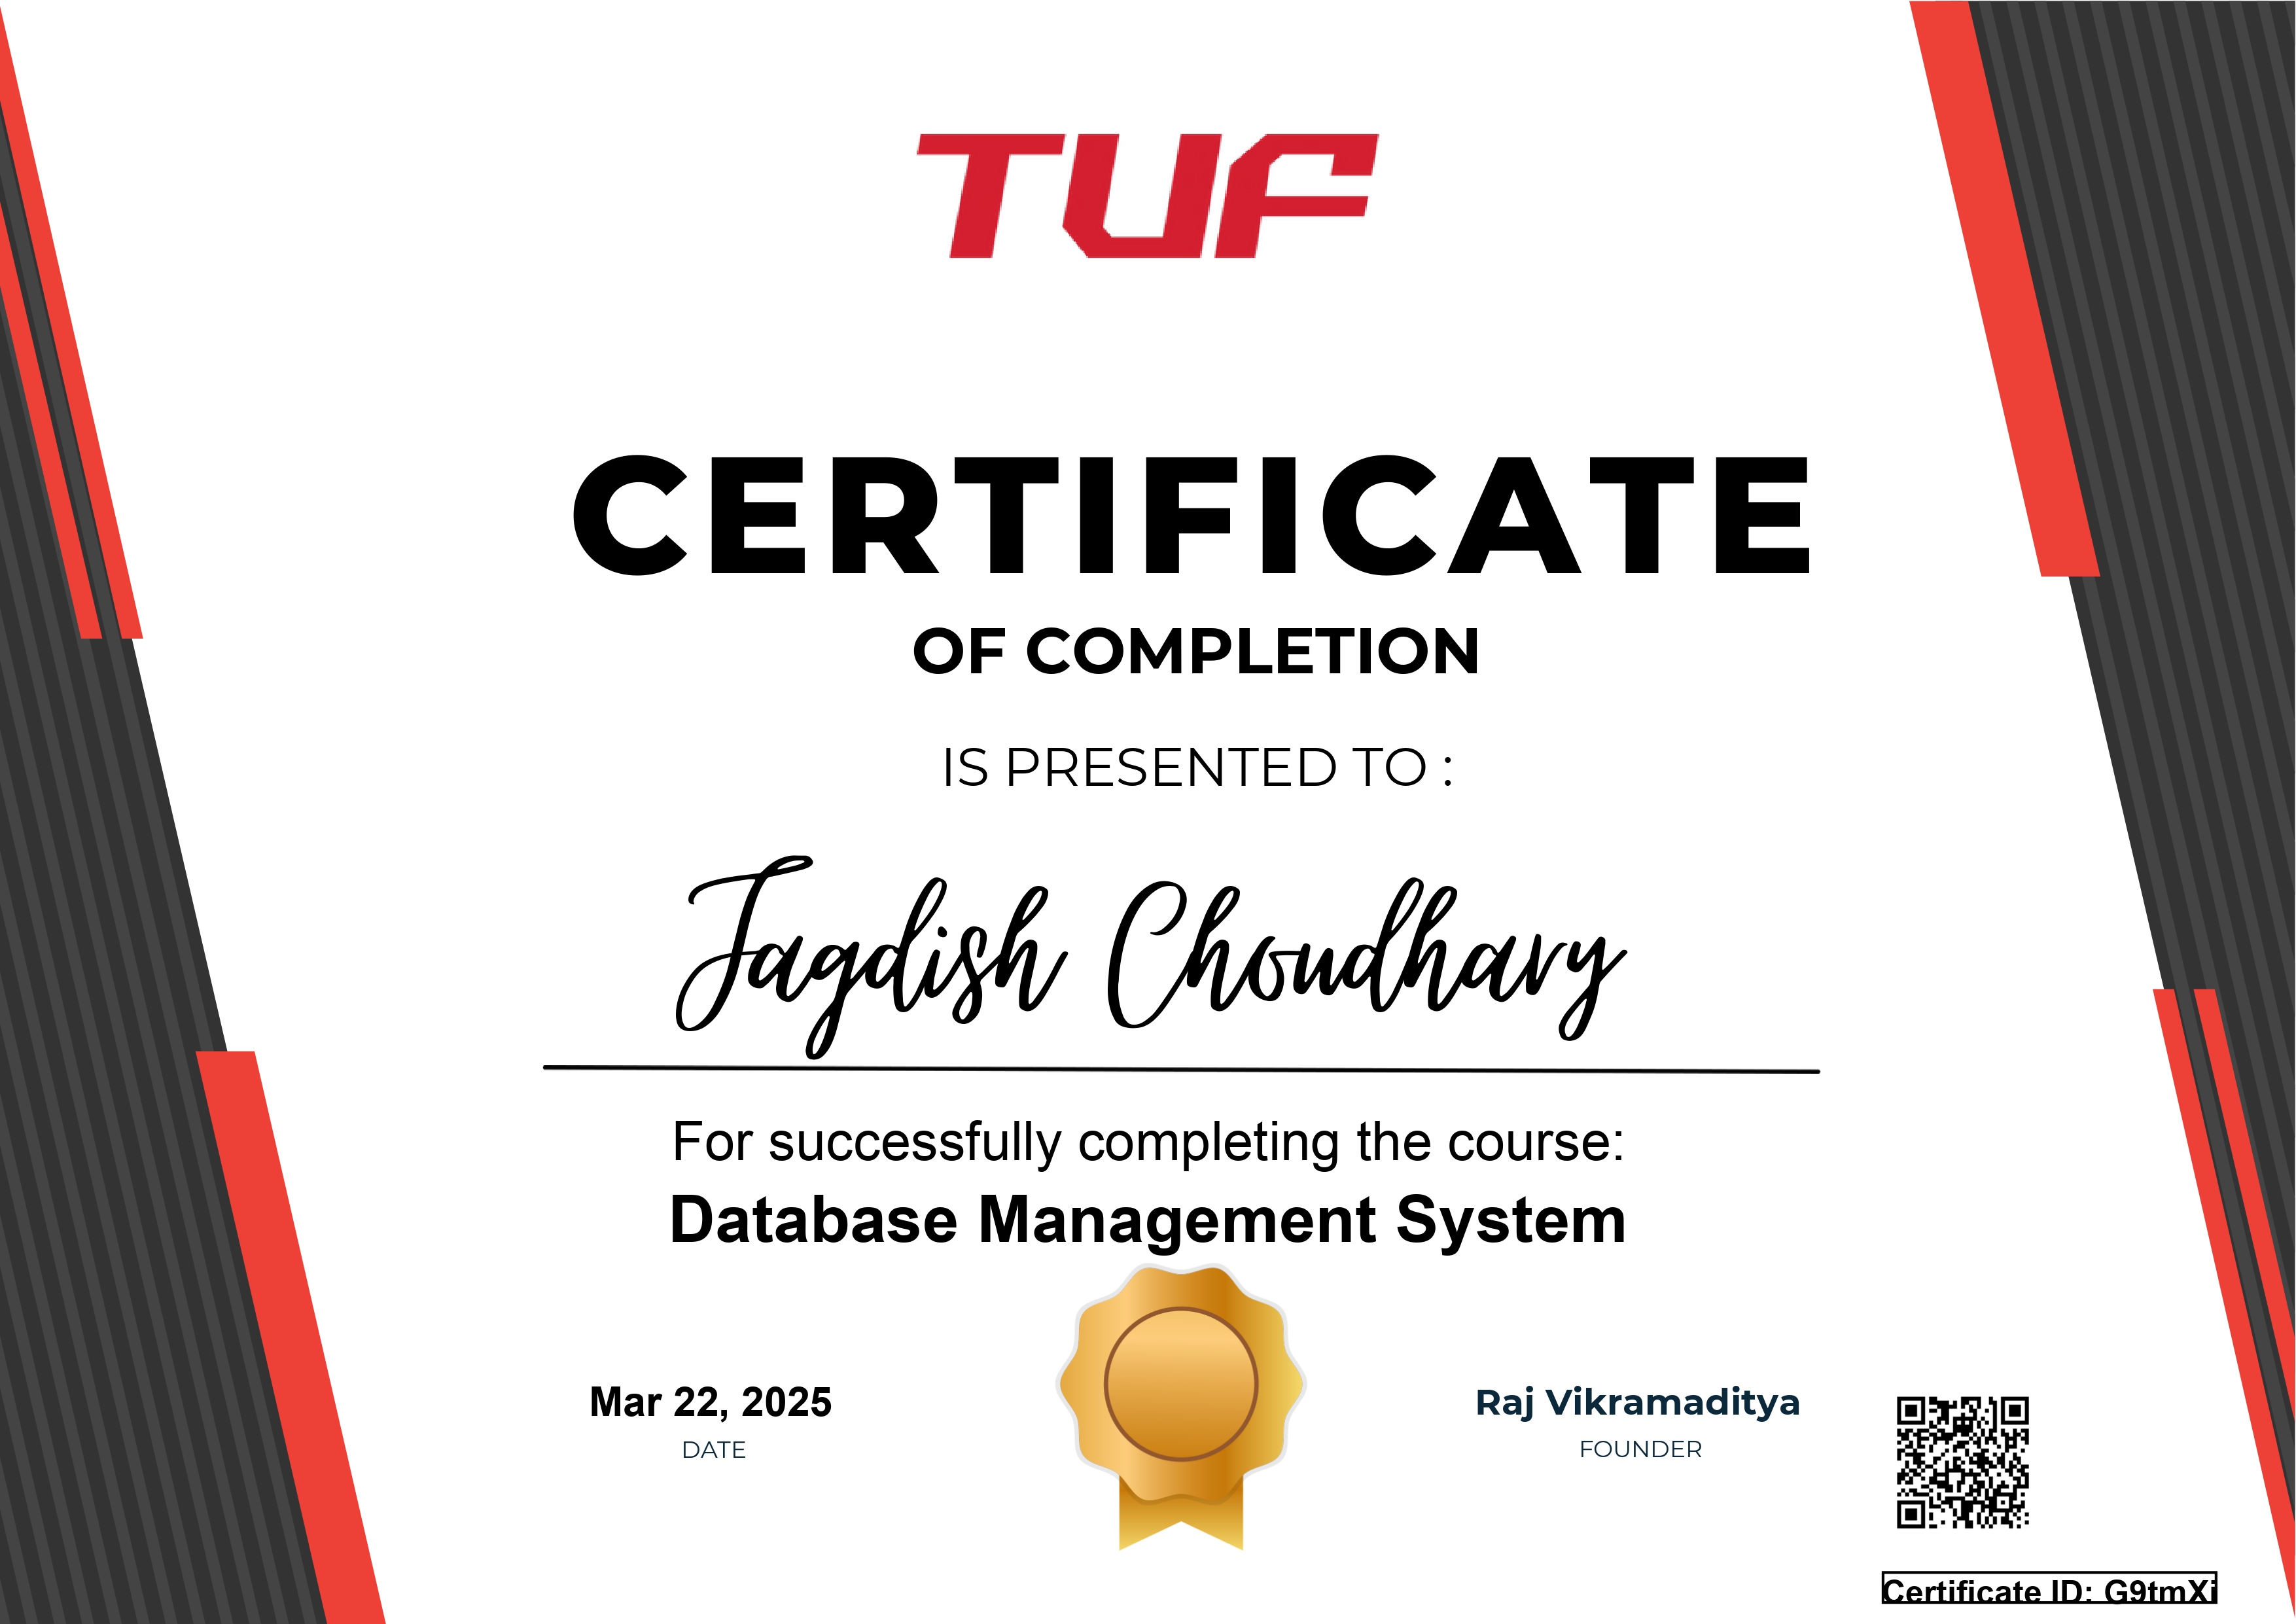 TUF
CERTIFICATE
OF COMPLETION
IS PRESENTED TO :
Jagdish Choudhary
For successfully completing the course:
Database Management System
Mar 22, 2025
DATE
Raj Vikramaditya
FOUNDER
Certificate ID: G9tmXi